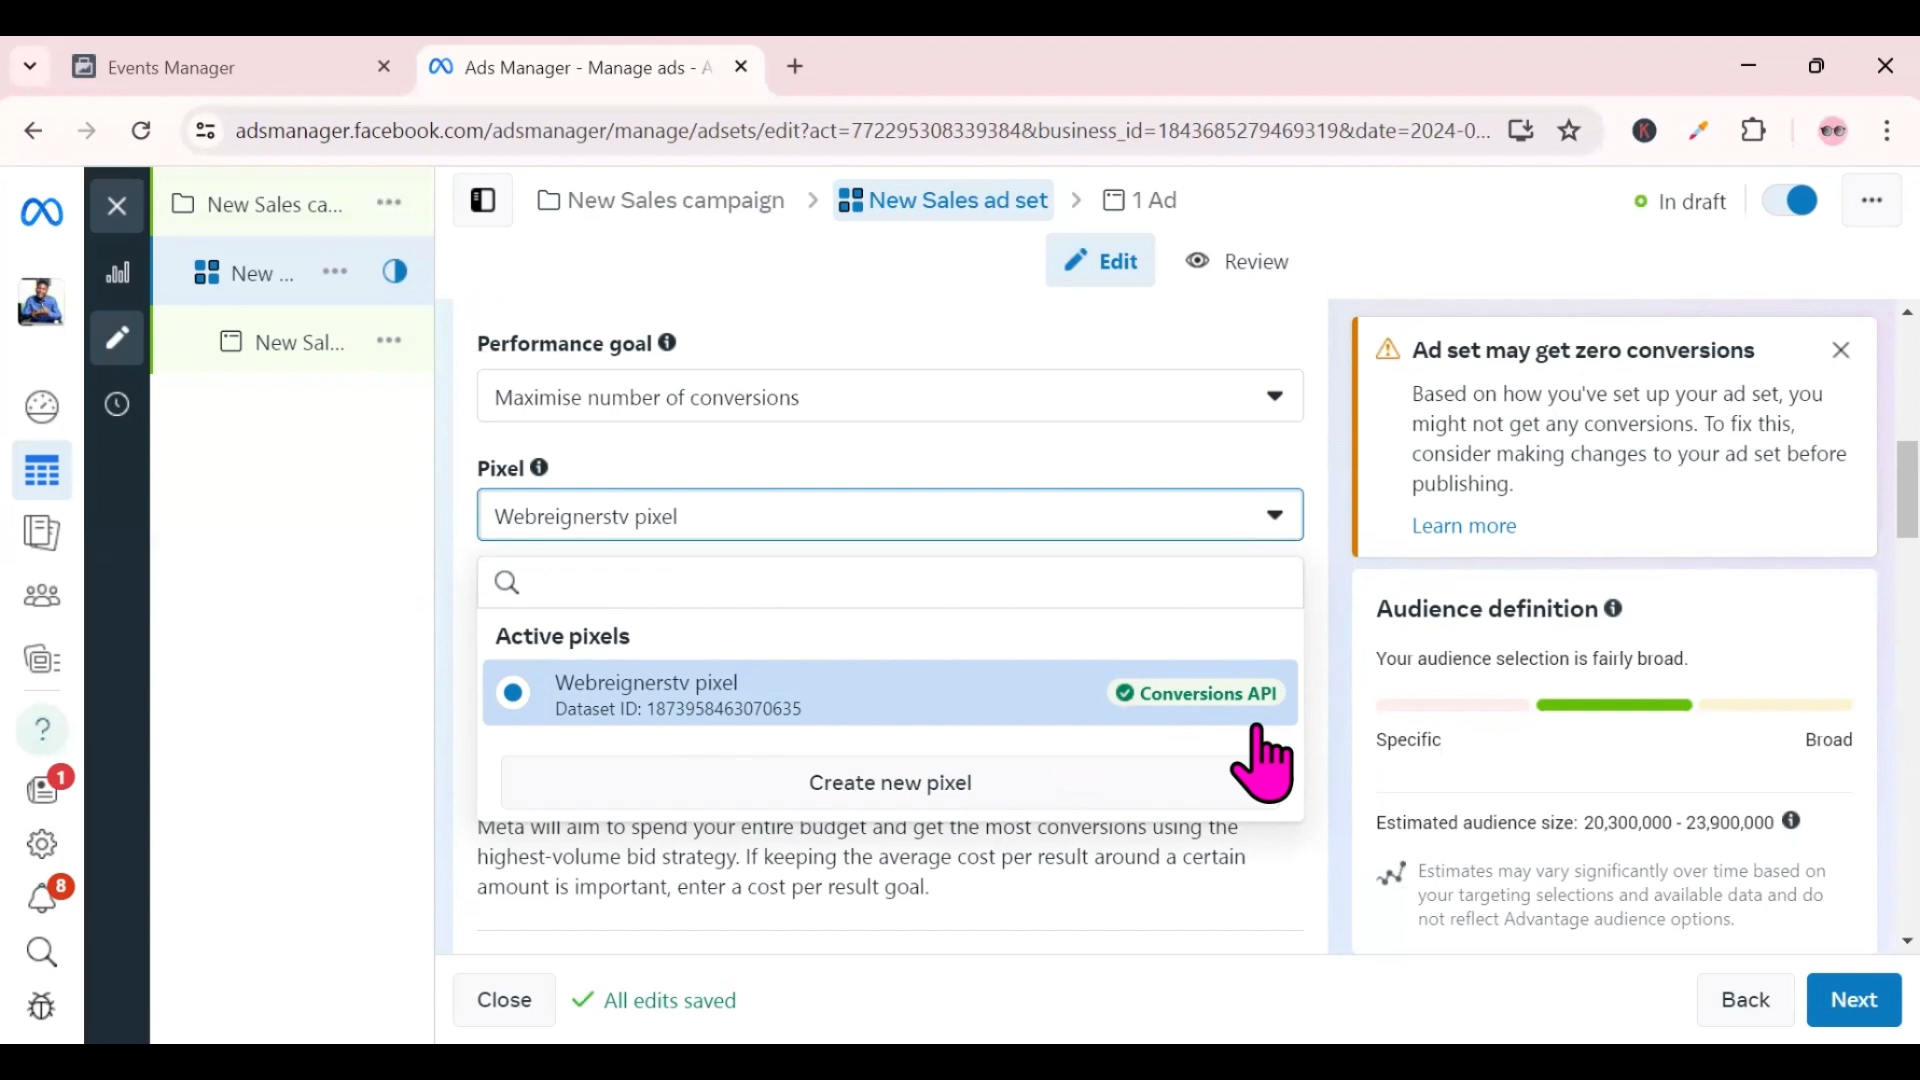 Events Manager
Ads Manager - Manage ads - A
adsmanager.facebook.com/adsmanager/manage/adsets/edit?act=772295308339384&business_id=1843685279469319&date=2024-0...
K
New Sales ca...
New Sales campaign
New Sales ad set
1 Ad
In draft
New ...
Edit
Review
New Sal...
Performance goal
Maximise number of conversions
Pixel
Webreignerstv pixel
Active pixels
Webreignerstv pixel
Dataset ID: 1873958463070635
Conversions API
Create new pixel
Meta will aim to spend your entire budget and get the most conversions using the
highest-volume bid strategy. If keeping the average cost per result around a certain
amount is important, enter a cost per result goal.
Ad set may get zero conversions
Based on how you've set up your ad set, you
might not get any conversions. To fix this,
consider making changes to your ad set before
publishing.
Learn more
Audience definition
Your audience selection is fairly broad.
Specific
Broad
Estimated audience size: 20,300,000 - 23,900,000
Estimates may vary significantly over time based on
your targeting selections and available data and do
not reflect Advantage audience options.
1
8
Close
All edits saved
Back
Next